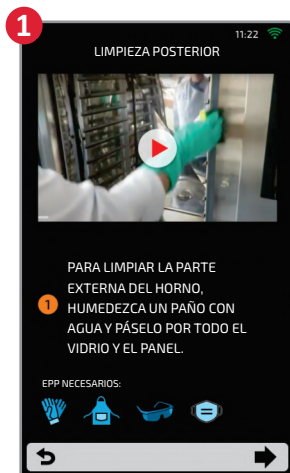 1
11:22
LIMPIEZA POSTERIOR
PARA LIMPIAR LA PARTE
EXTERNA DEL HORNO,
1 HUMEDEZCA UN PAÑO CON
AGUA Y PÁSELO POR TODO EL
VIDRIO Y EL PANEL.
EPP NECESARIOS: